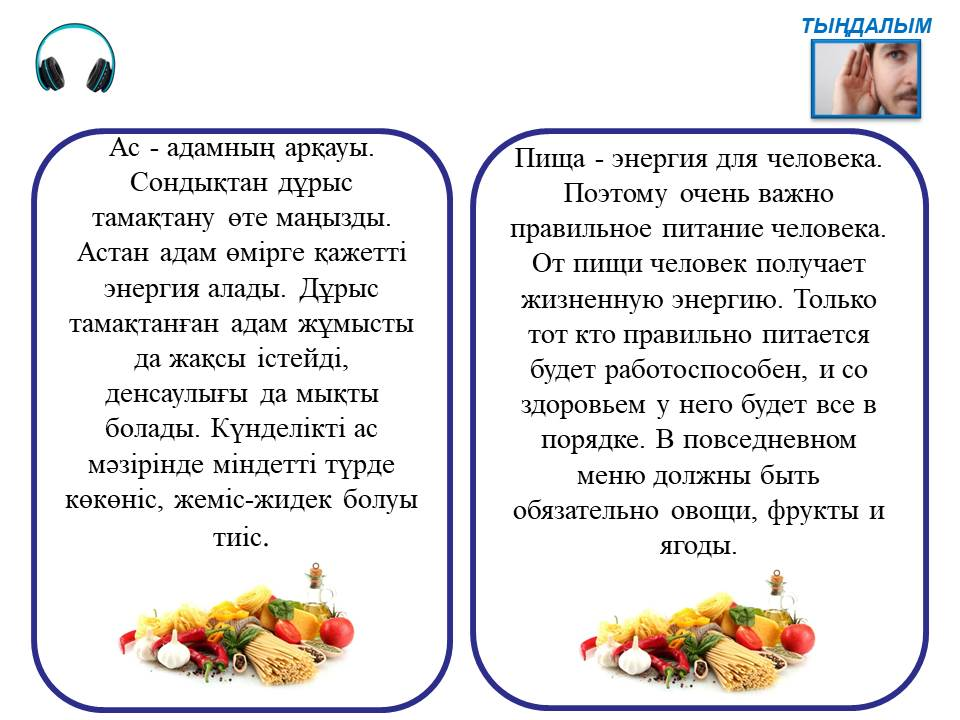 ТЫҢДАЛЫМ
Ас - адамның арқауы.
Сондықтан дұрыс
тамақтану өте маңызды.
Астан адам өмірге қажетті
энергия алады. Дұрыс
тамақтанған адам жұмысты
да жақсы істейді,
денсаулығы да мықты
болады. Күнделікті ас
мәзірінде міндетті түрде
көкөніс, жеміс-жидек болуы
тиіс.
Пища - энергия для человека.
Поэтому очень важно
правильное питание человека.
От пищи человек получает
жизненную энергию. Только
тот кто правильно питается
будет работоспособен, и со
здоровьем у него будет все в
порядке. В повседневном
меню должны быть
обязательно овощи, фрукты и
ягоды.